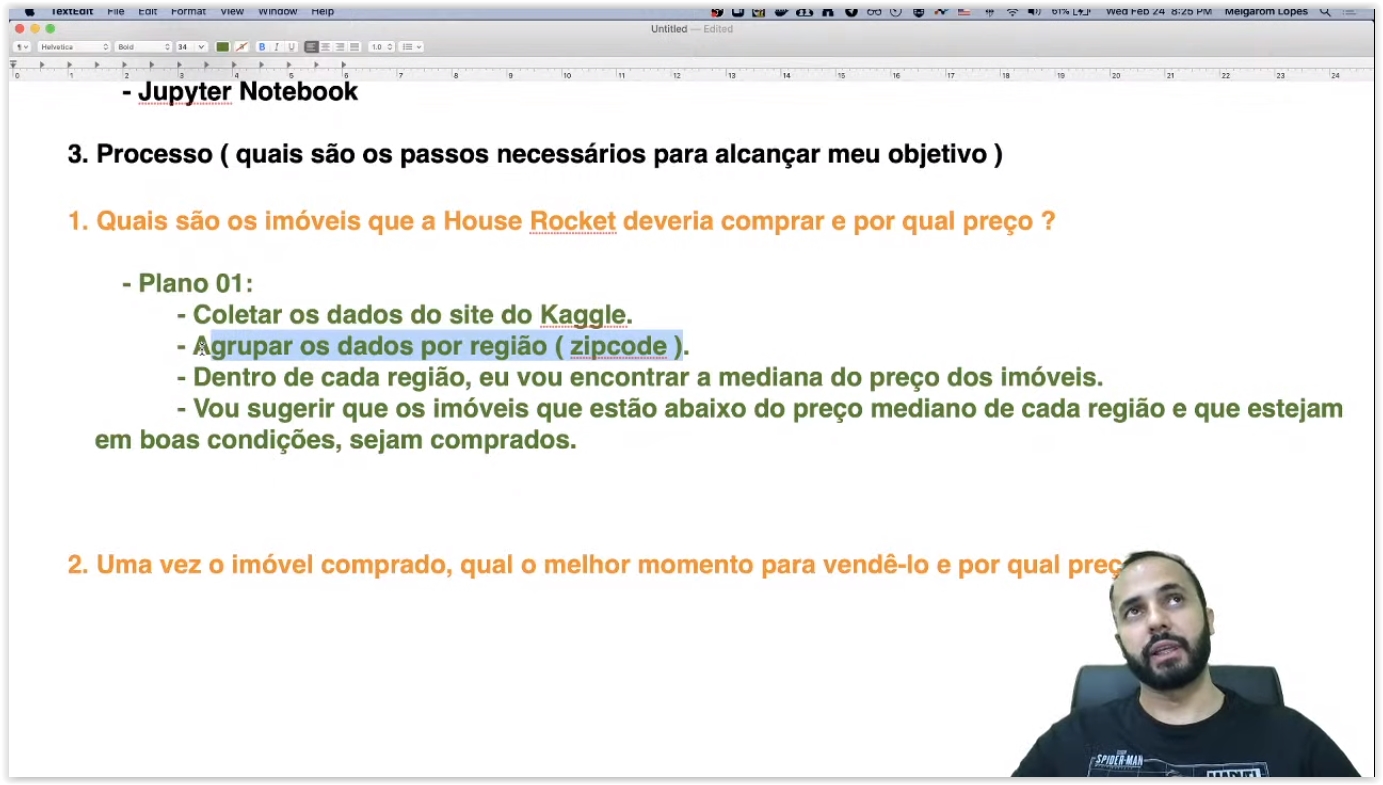 TextEdit File Edit Format View Window Help 61% Wed Feb 24 8:25 PM Meigarom Lopes
Untitled — Edited
Helvetica Bold 34 B I U 1.0
0 1 2 3 4 5 6 7 8 9 10 11 12 13 14 15 16 17 18 19 20 21 22 23 24
- Jupyter Notebook
3. Processo ( quais são os passos necessários para alcançar meu objetivo )
1. Quais são os imóveis que a House Rocket deveria comprar e por qual preço ?
- Plano 01:
- Coletar os dados do site do Kaggle.
- Agrupar os dados por região ( zipcode ).
- Dentro de cada região, eu vou encontrar a mediana do preço dos imóveis.
- Vou sugerir que os imóveis que estão abaixo do preço mediano de cada região e que estejam
em boas condições, sejam comprados.
2. Uma vez o imóvel comprado, qual o melhor momento para vendê-lo e por qual preç
SPIDER-MAN
MARVEL